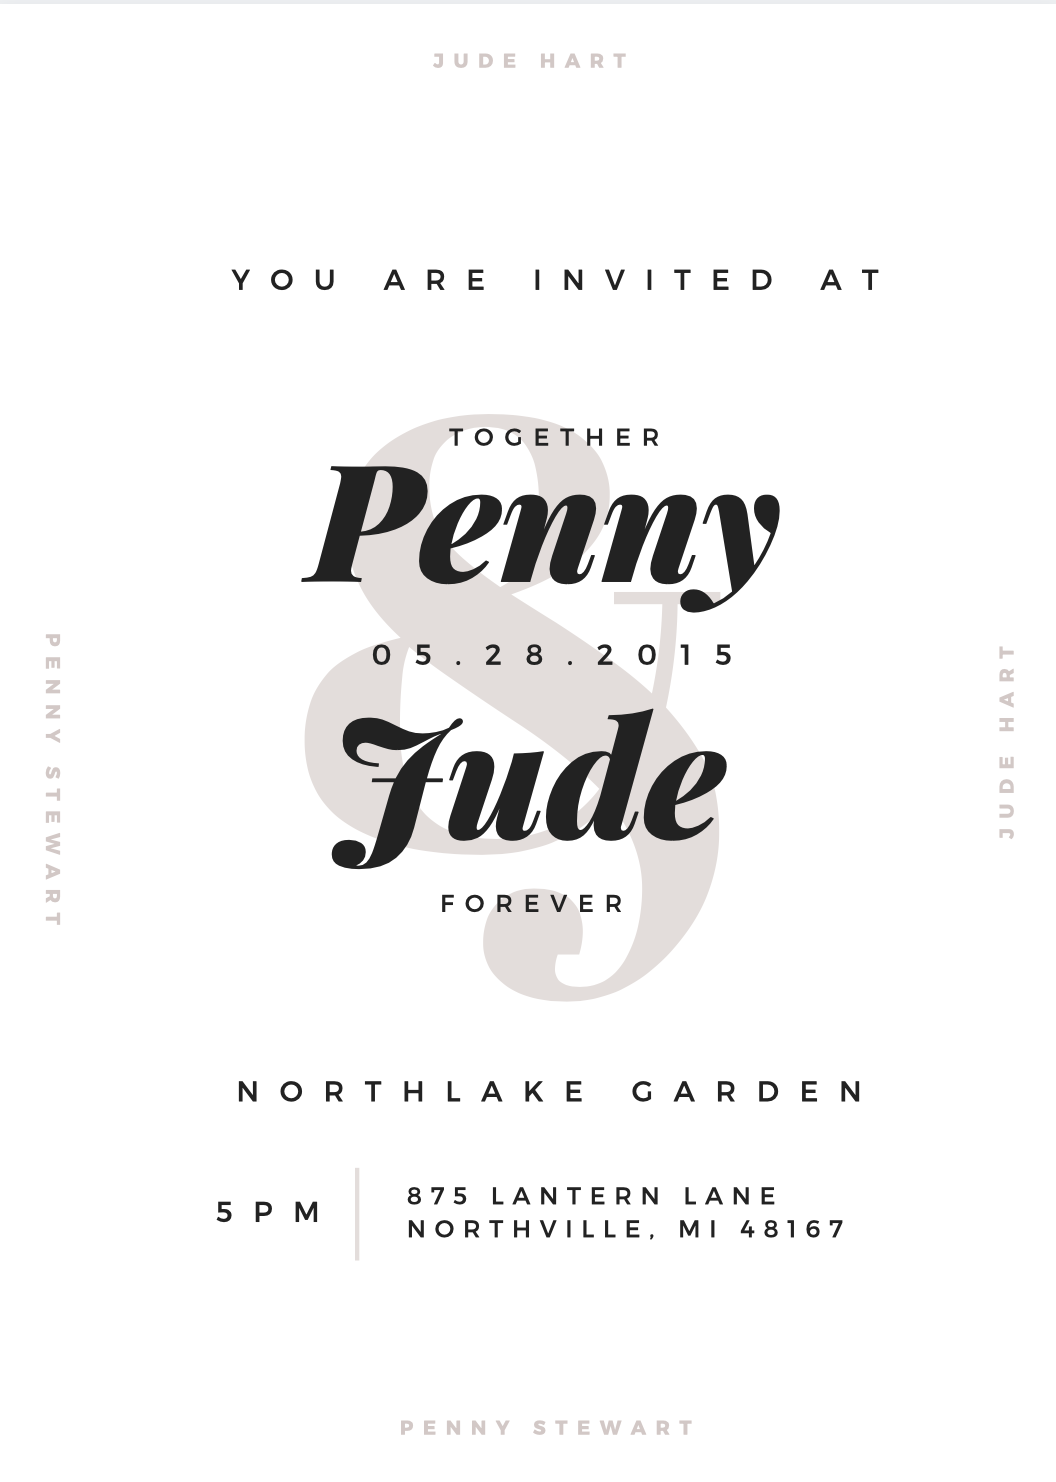 JUDE HART
YOU ARE INVITED AT
&
TOGETHER
Penny
05.28.2015
Jude
FOREVER
PENNY STEWART
JUDE HART
NORTHLAKE GARDEN
5 PM
875 LANTERN LANE
NORTHVILLE, MI 48167
PENNY STEWART